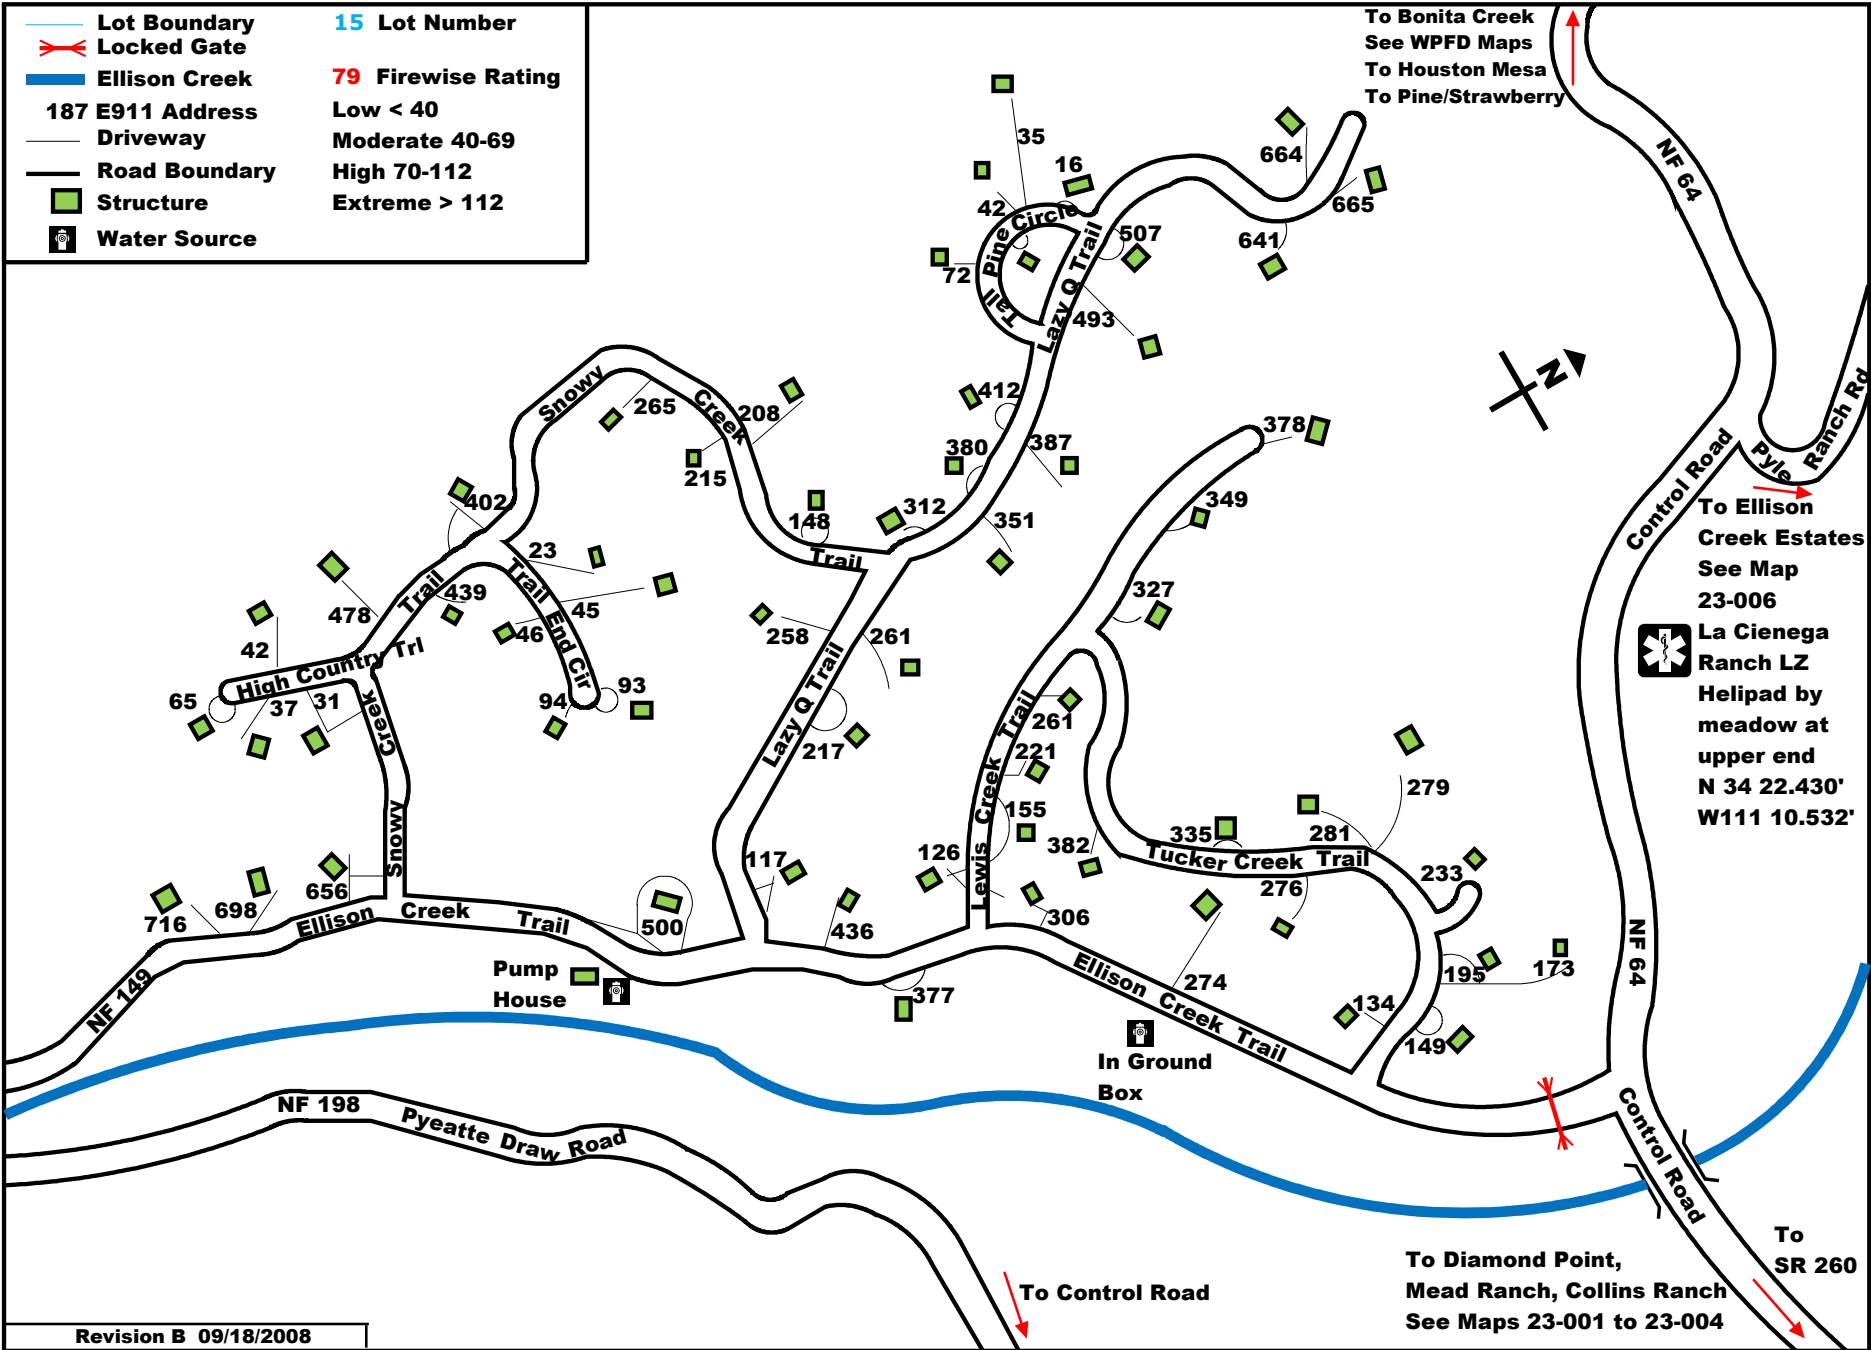 Lot Boundary
Locked Gate
Ellison Creek
187 E911 Address
Driveway
Road Boundary
Structure
Water Source
15 Lot Number
79 Firewise Rating
Low < 40
Moderate 40-69
High 70-112
Extreme > 112
To Bonita Creek
See WPFD Maps
To Houston Mesa
To Pine/Strawberry
NF 64
35
16
42
Tall Pine Circle
72
507
Lazy Q Trail
493
664
665
641
N
412
380
387
312
351
378
349
327
Snowy Creek Trail
265
208
215
148
402
23
Trail End Cir
45
46
439
478
Trail
42
High Country Trl
65
37
31
94
93
Creek
Snowy
258
261
Lazy Q Trail
217
Lewis Creek Trail
261
221
155
126
382
306
117
436
335
Tucker Creek Trail
281
279
276
233
274
195
173
134
149
716
698
656
Ellison Creek Trail
500
377
NF 149
Pump
House
Ellison Creek Trail
In Ground
Box
Control Road
Pyle Ranch Rd
To Ellison
Creek Estates
See Map
23-006
La Cienega
Ranch LZ
Helipad by
meadow at
upper end
N 34 22.430'
W111 10.532'
NF 64
Control Road
NF 198
Pyeatte Draw Road
To Control Road
To Diamond Point,
Mead Ranch, Collins Ranch
See Maps 23-001 to 23-004
To
SR 260
Revision B 09/18/2008